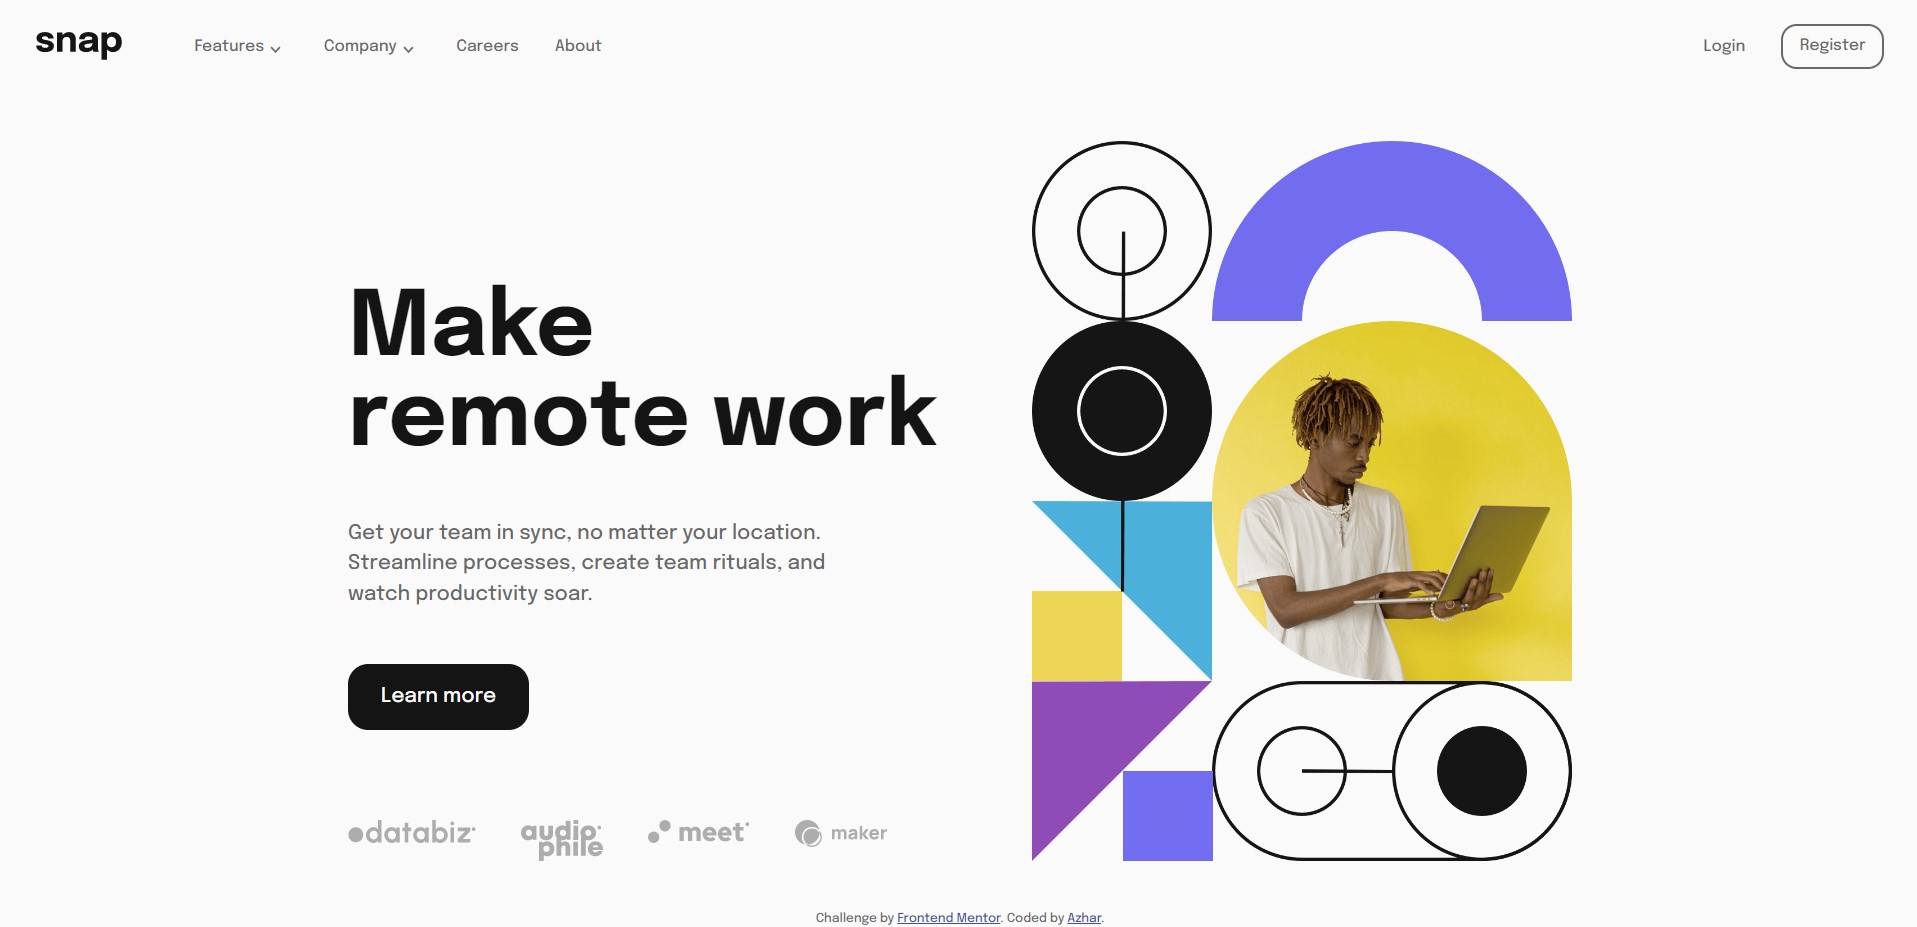 snap
Features
Company
Careers
About
Login
Register
Make
remote work
Get your team in sync, no matter your location.
Streamline processes, create team rituals, and
watch productivity soar.
Learn more
databiz
audio
phile
meet
maker
Challenge by Frontend Mentor. Coded by Azhar.